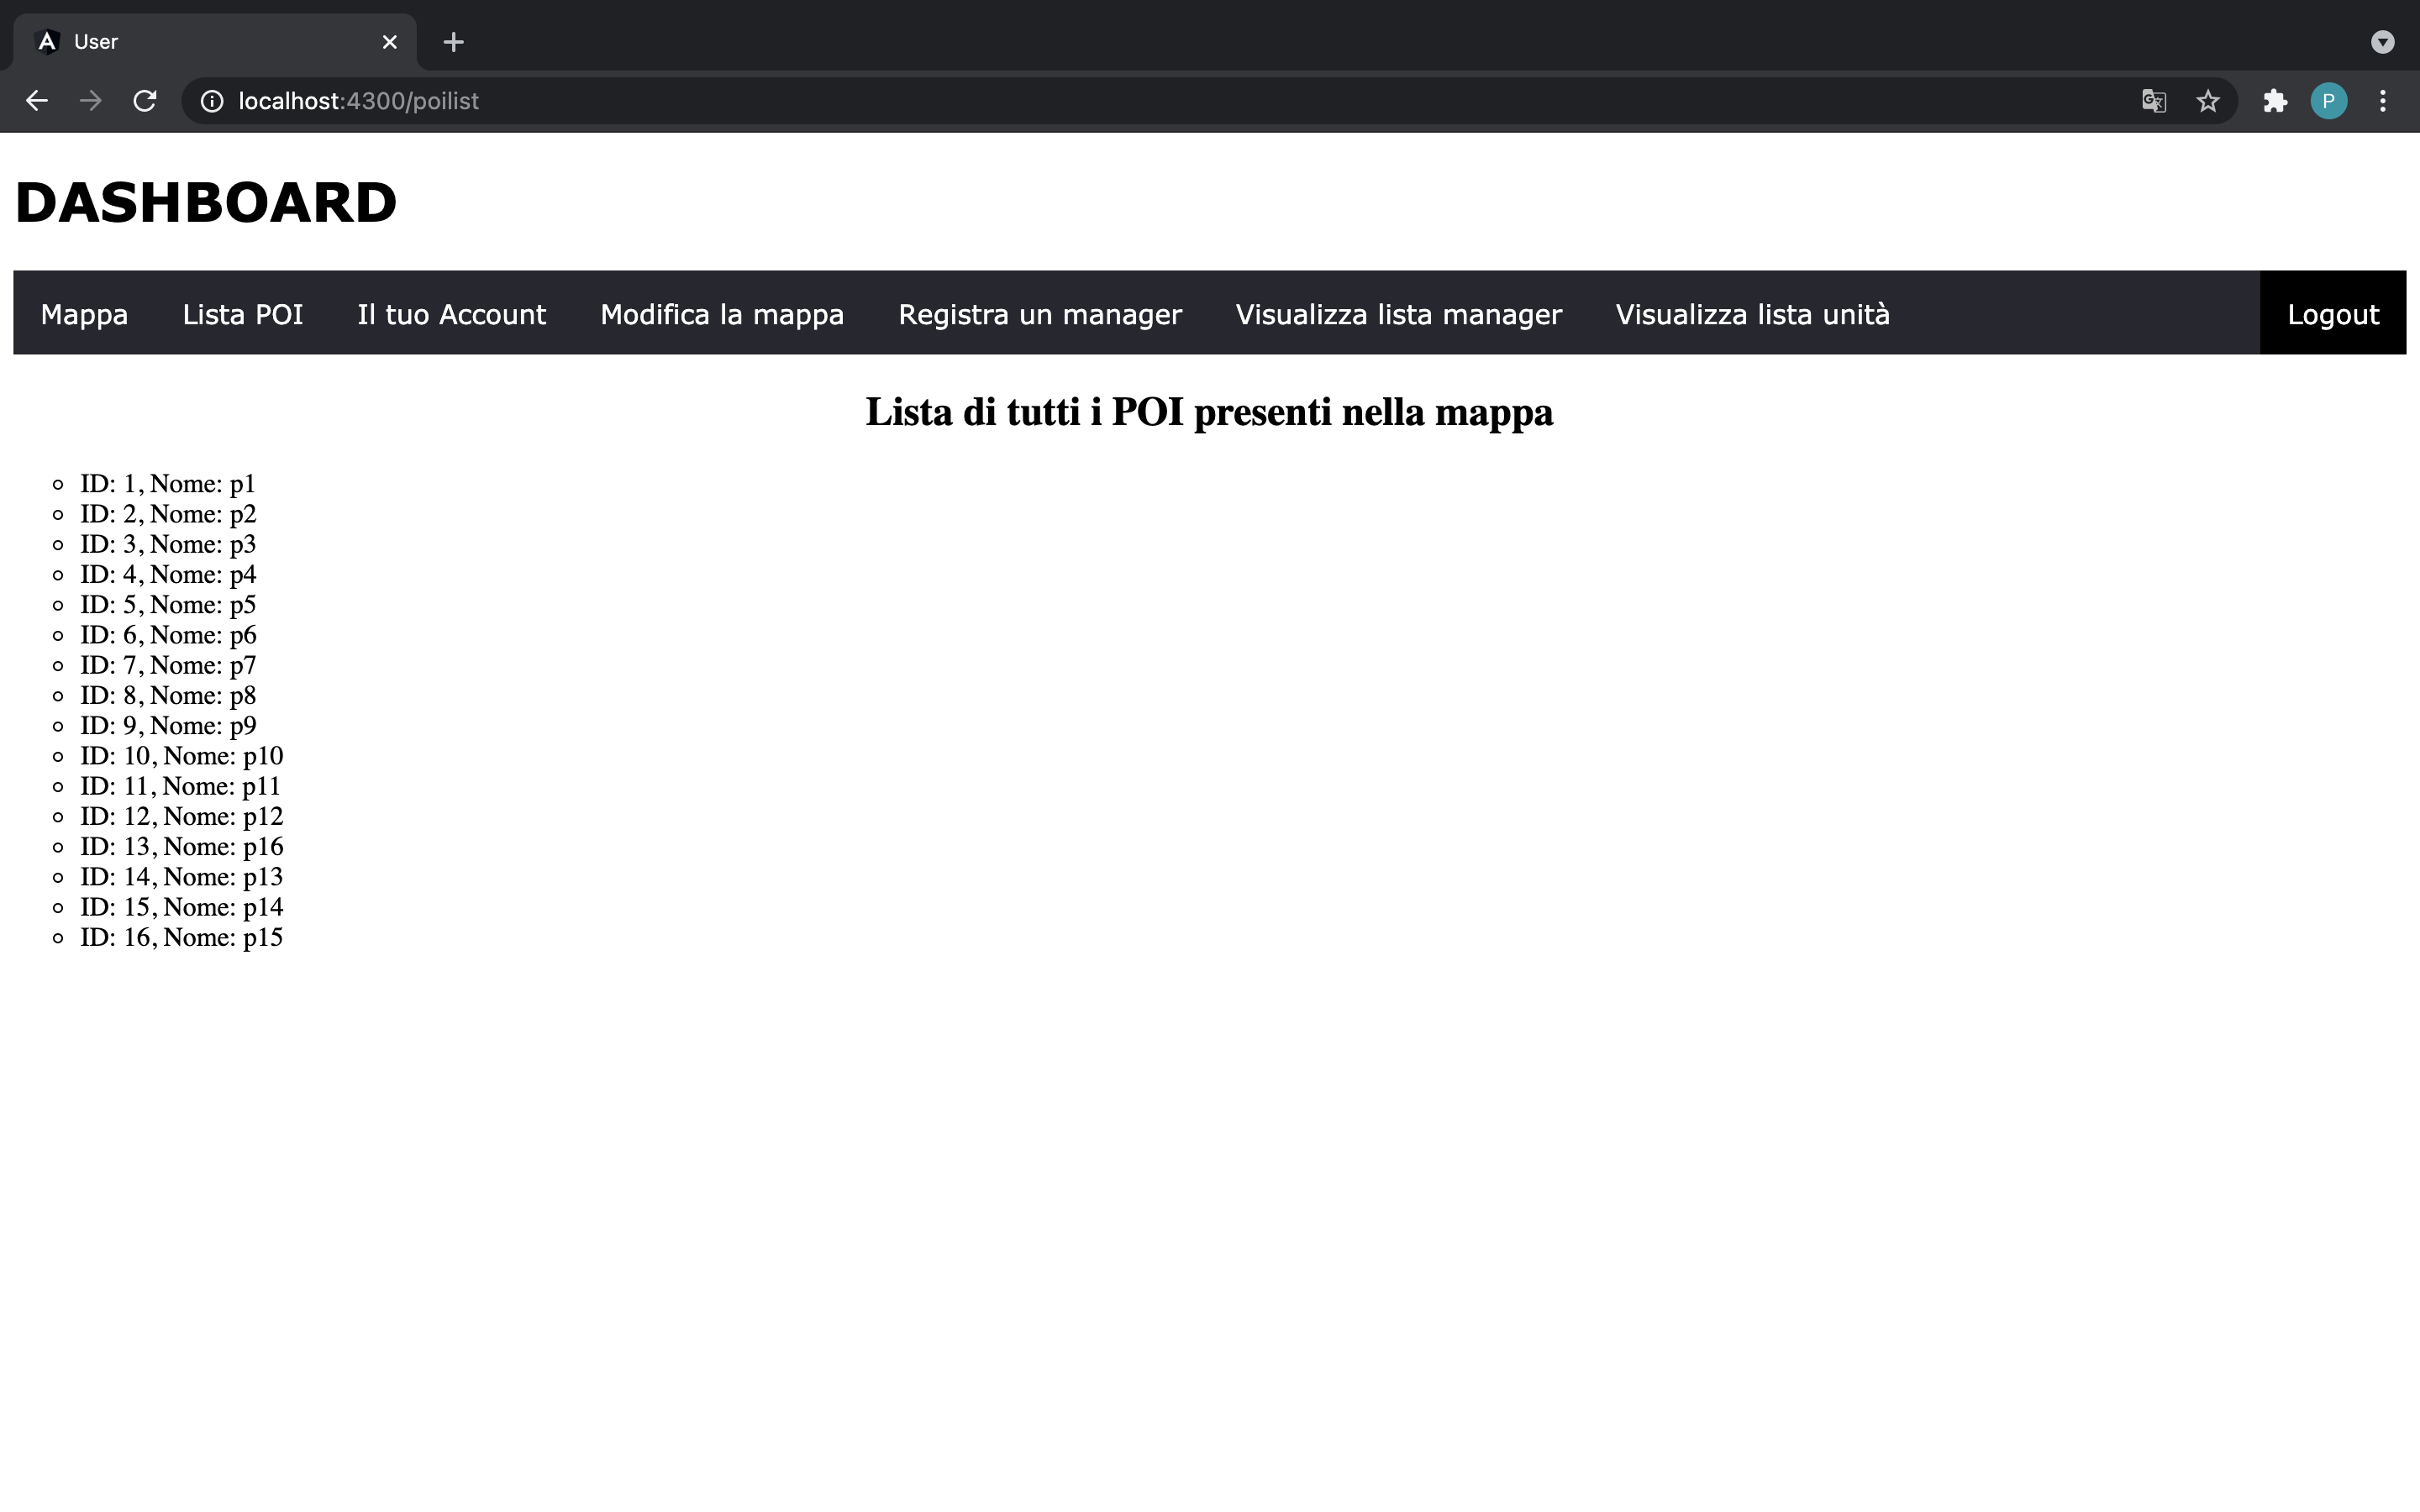 User
localhost:4300/poilist
P
DASHBOARD
Mappa Lista POI Il tuo Account Modifica la mappa Registra un manager Visualizza lista manager Visualizza lista unità Logout
Lista di tutti i POI presenti nella mappa
ID: 1, Nome: p1
ID: 2, Nome: p2
ID: 3, Nome: p3
ID: 4, Nome: p4
ID: 5, Nome: p5
ID: 6, Nome: p6
ID: 7, Nome: p7
ID: 8, Nome: p8
ID: 9, Nome: p9
ID: 10, Nome: p10
ID: 11, Nome: p11
ID: 12, Nome: p12
ID: 13, Nome: p16
ID: 14, Nome: p13
ID: 15, Nome: p14
ID: 16, Nome: p15